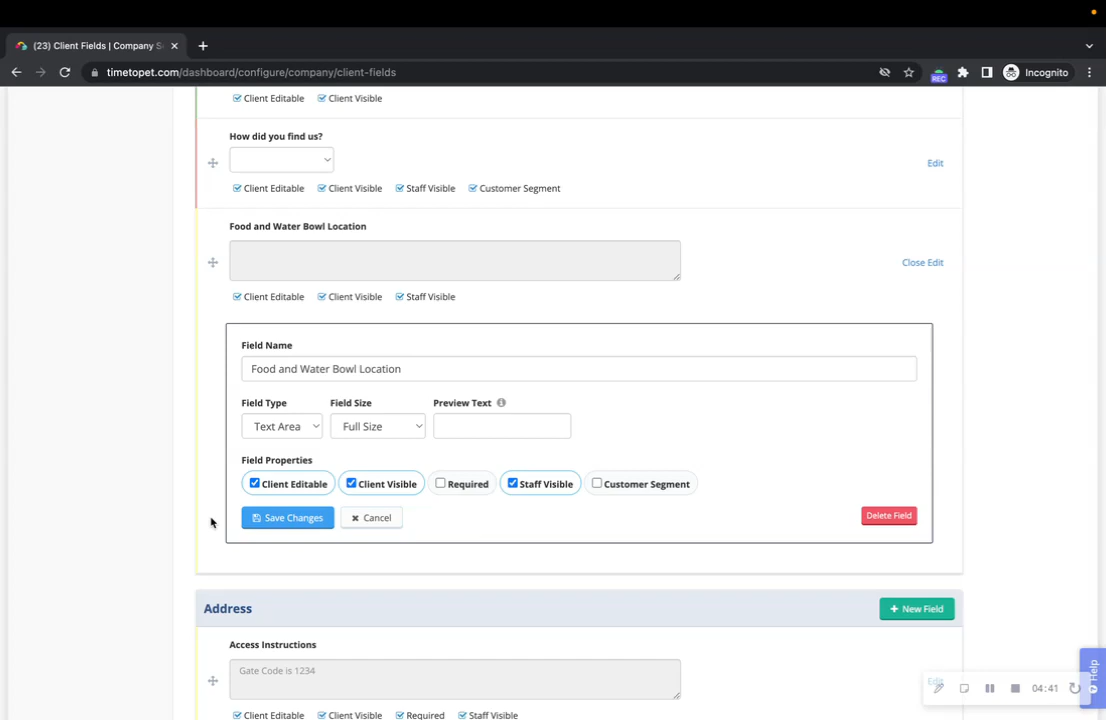 (23) Client Fields | Company S
timetopet.com/dashboard/configure/company/client-fields
REC
Incognito
Client Editable Client Visible
How did you find us?
Edit
Client Editable Client Visible Staff Visible Customer Segment
Food and Water Bowl Location
Close Edit
Client Editable Client Visible Staff Visible
Field Name
Food and Water Bowl Location
Field Type Field Size Preview Text
Text Area Full Size
Field Properties
Client Editable Client Visible Required Staff Visible Customer Segment
Save Changes Cancel Delete Field
Address + New Field
Access Instructions
Gate Code is 1234
Edit
Help
04:41
Client Editable Client Visible Required Staff Visible